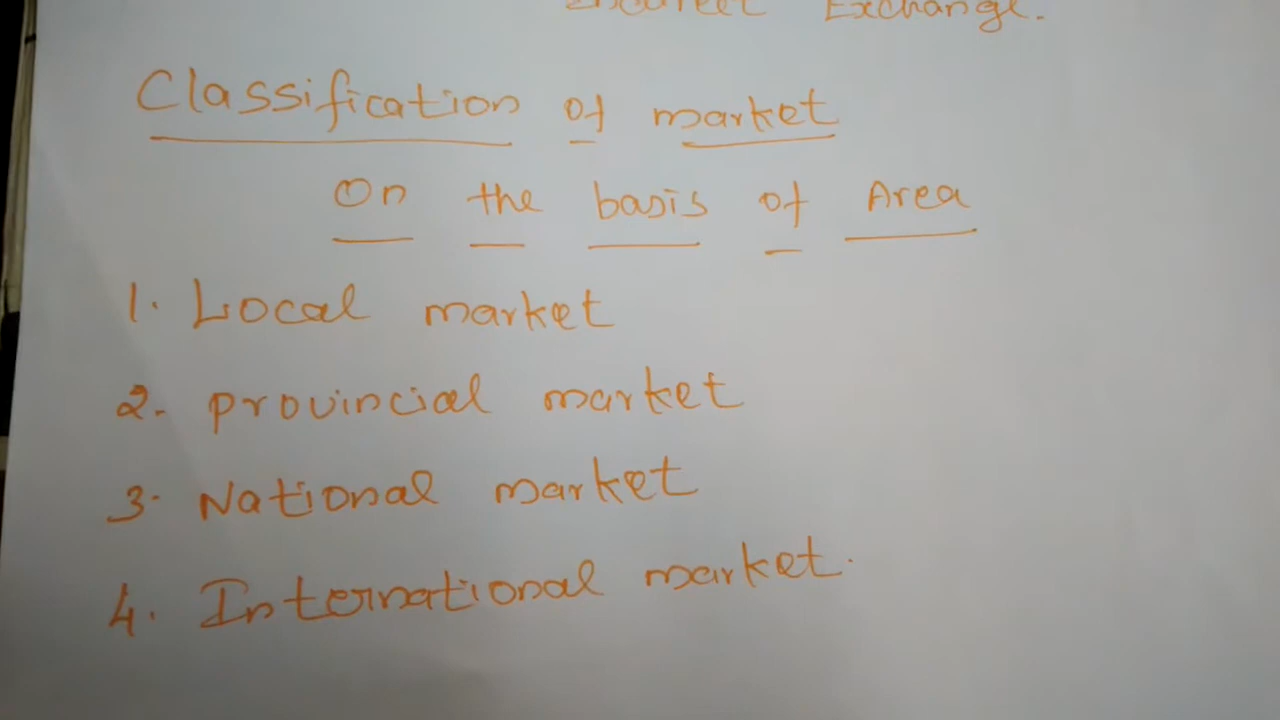 Exchange.
Classification of market
On the basis of Area
1. Local market
2. provincial market
3. National market
4. International market.